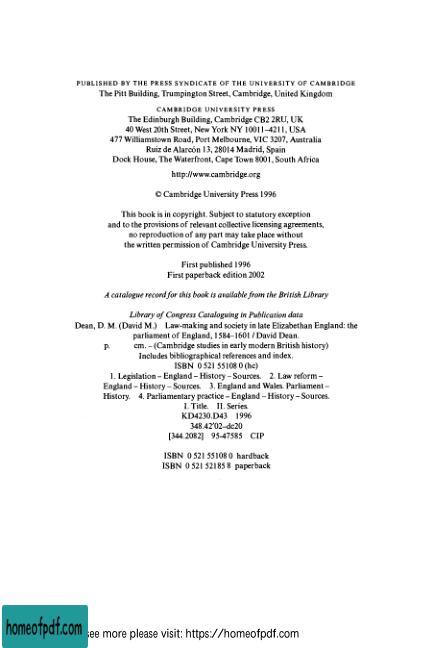 PUBLISHED BY THE PRESS SYNDICATE OF THE UNIVERSITY OF CAMBRIDGE
The Pitt Building, Trumpington Street, Cambridge, United Kingdom
CAMBRIDGE UNIVERSITY PRESS
The Edinburgh Building, Cambridge CB2 2RU, UK
40 West 20th Street, New York NY 10011–4211, USA
477 Williamstown Road, Port Melbourne, VIC 3207, Australia
Ruiz de Alarcón 13, 28014 Madrid, Spain
Dock House, The Waterfront, Cape Town 8001, South Africa
http://www.cambridge.org
© Cambridge University Press 1996
This book is in copyright. Subject to statutory exception
and to the provisions of relevant collective licensing agreements,
no reproduction of any part may take place without
the written permission of Cambridge University Press.
First published 1996
First paperback edition 2002
A catalogue record for this book is available from the British Library
Library of Congress Cataloguing in Publication data
Dean, D. M. (David M.) Law-making and society in late Elizabethan England: the
parliament of England, 1584–1601 / David Dean.
p. cm. – (Cambridge studies in early modern British history)
Includes bibliographical references and index.
ISBN 0 521 55108 0 (hc)
1. Legislation – England – History – Sources. 2. Law reform –
England – History – Sources. 3. England and Wales. Parliament –
History. 4. Parliamentary practice – England – History – Sources.
I. Title. II. Series.
KD4230.D43 1996
348.42'02–dc20
[344.2082] 95-47585 CIP
ISBN 0 521 55108 0 hardback
ISBN 0 521 52185 8 paperback
homeofpdf.com
see more please visit: https://homeofpdf.com